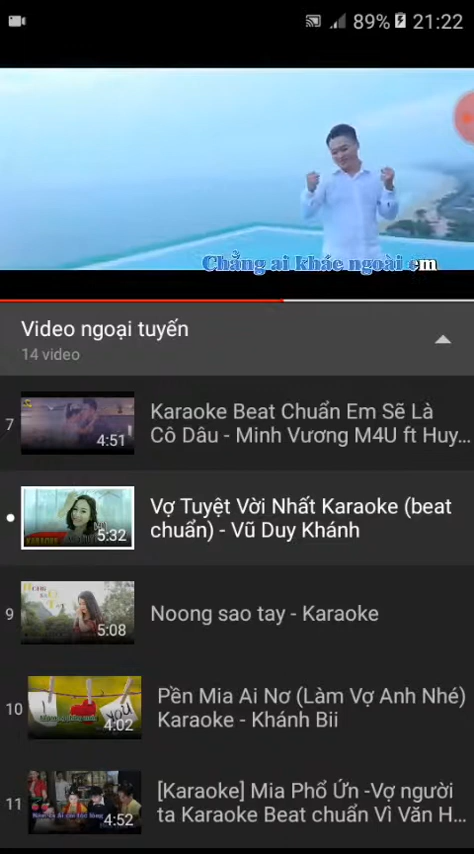 89% 21:22
Chẳng ai khác ngoài em
Video ngoại tuyến
14 video
7
4:51
Karaoke Beat Chuẩn Em Sẽ Là
Cô Dâu - Minh Vương M4U ft Huy...
5:32
Vợ Tuyệt Vời Nhất Karaoke (beat
chuẩn) - Vũ Duy Khánh
9
5:08
Noong sao tay - Karaoke
10
YOU
4:02
Pền Mia Ai Nơ (Làm Vợ Anh Nhé)
Karaoke - Khánh Bii
11
4:52
[Karaoke] Mia Phổ Ứn -Vợ người
ta Karaoke Beat chuẩn Vì Văn H...